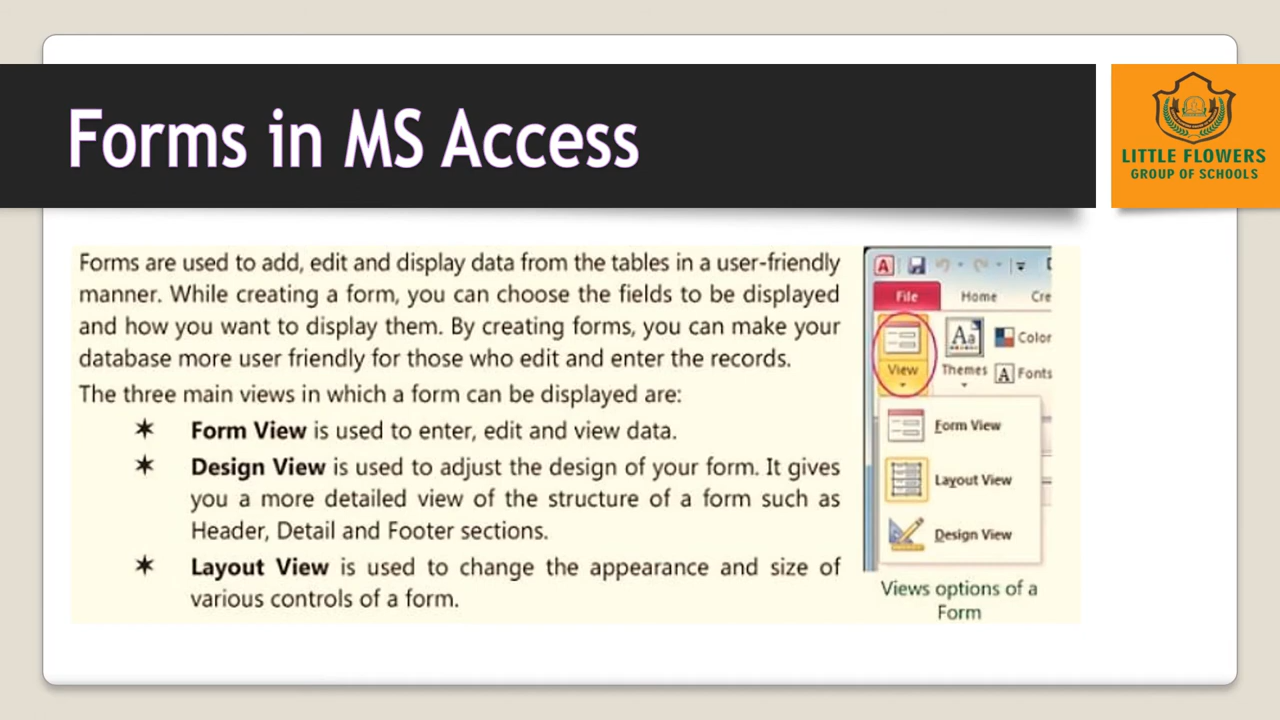 Forms in MS Access
LITTLE FLOWERS
GROUP OF SCHOOLS
Forms are used to add, edit and display data from the tables in a user-friendly
manner. While creating a form, you can choose the fields to be displayed
and how you want to display them. By creating forms, you can make your
database more user friendly for those who edit and enter the records.
The three main views in which a form can be displayed are:
✶ Form View is used to enter, edit and view data.
✶ Design View is used to adjust the design of your form. It gives
you a more detailed view of the structure of a form such as
Header, Detail and Footer sections.
✶ Layout View is used to change the appearance and size of
various controls of a form.
A
File Home Cre
Aa Color
View Themes A Fonts
Form View
Layout View
Design View
Views options of a
Form